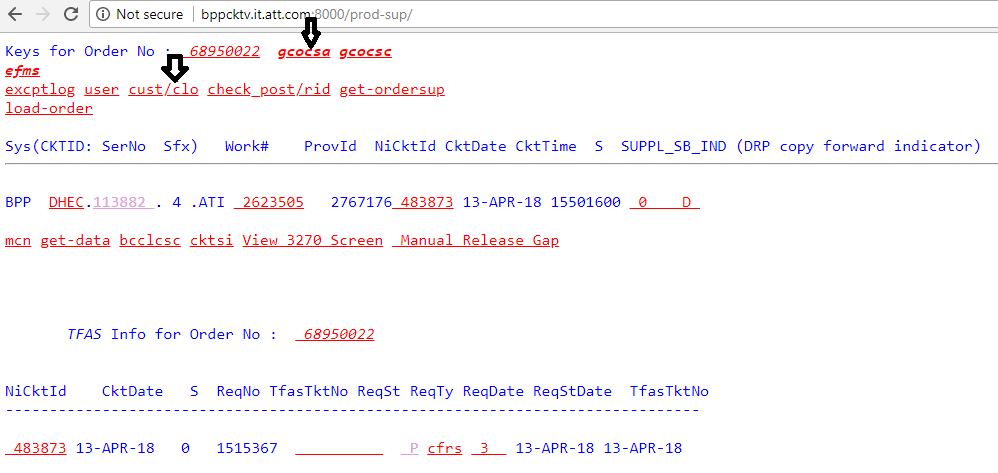 Not secure | bppcktv.it.att.com:8000/prod-sup/
Keys for Order No : 68950022 gcocsa gcocsc
efms
excptlog user cust/clo check_post/rid get-ordersup
load-order
Sys(CKTID: SerNo Sfx) Work# ProvId NiCktId CktDate CktTime S SUPPL_SB_IND (DRP copy forward indicator)
BPP DHEC.113882 . 4 .ATI 2623505 2767176 483873 13-APR-18 15501600 0 D
mcn get-data bcclcsc cktsi View 3270 Screen Manual Release Gap
TFAS Info for Order No : 68950022
NiCktId CktDate S ReqNo TfasTktNo ReqSt ReqTy ReqDate ReqStDate TfasTktNo
-------------------------------------------------------------------------------
483873 13-APR-18 0 1515367 P cfrs 3 13-APR-18 13-APR-18